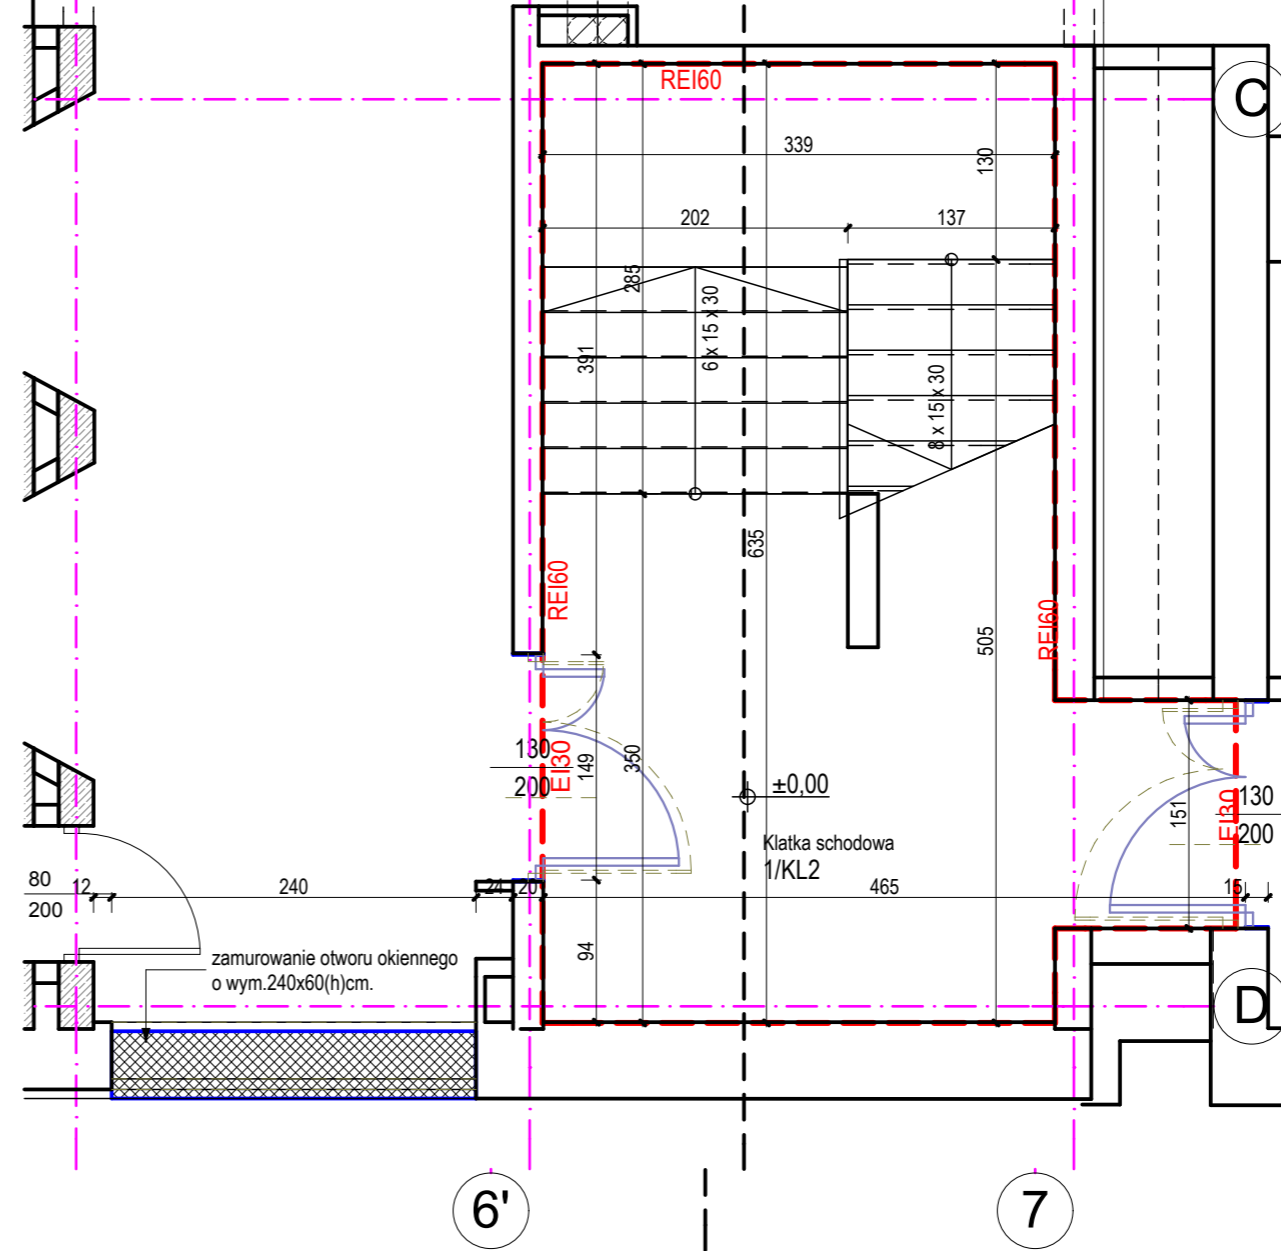 REI60
C
339
130
202
137
285
391
6 x 15 x 30
8 x 15 x 30
635
REI60
REI60
505
130
200
EI30
149
350
±0,00
Klatka schodowa
1/KL2
151
EI30
130
200
80
200
12
240
24
20
465
15
94
zamurowanie otworu okiennego
o wym.240x60(h)cm.
D
6'
7